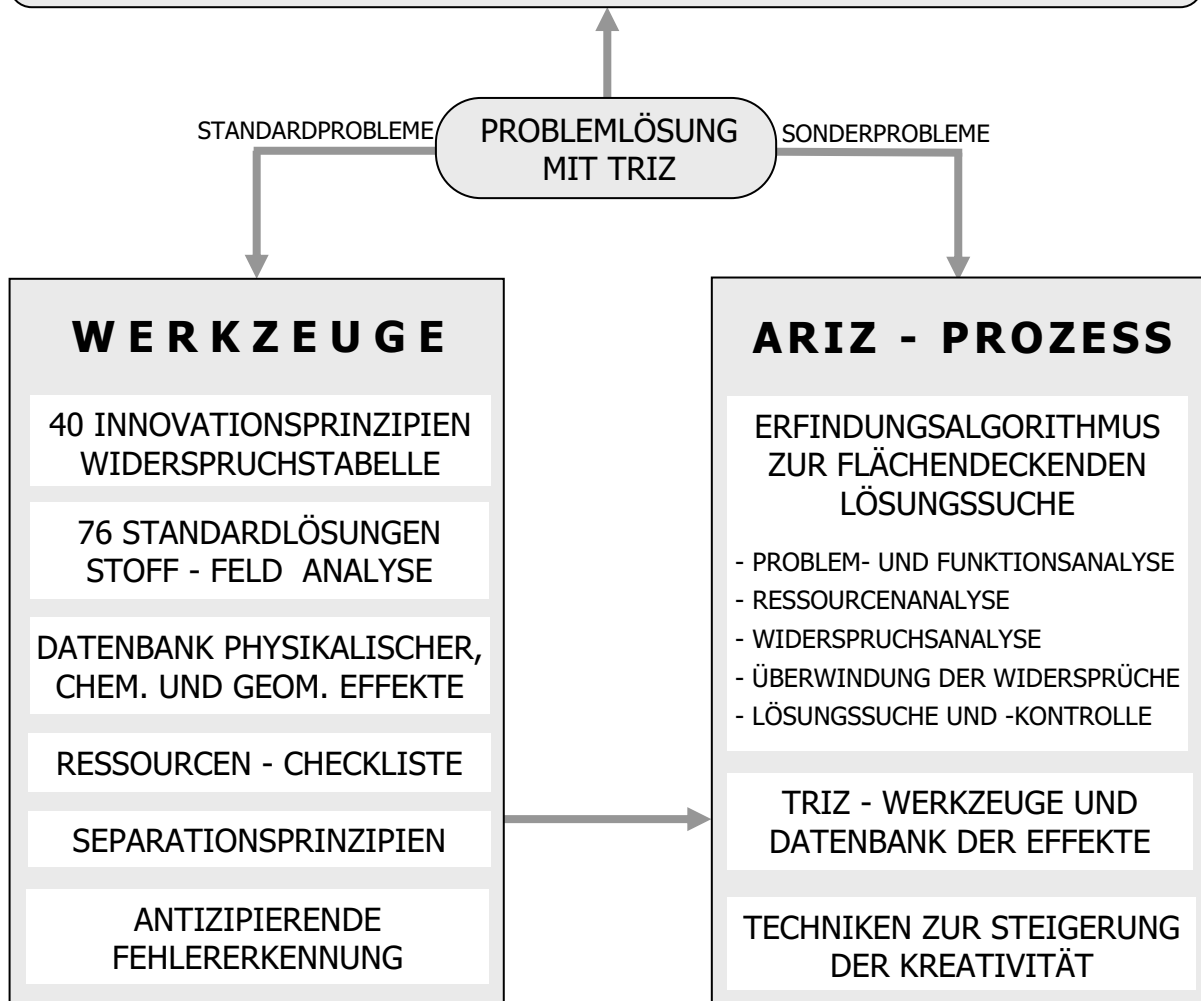 STANDARDPROBLEME
PROBLEMLÖSUNG
MIT TRIZ
SONDERPROBLEME
WERKZEUGE
40 INNOVATIONSPRINZIPIEN
WIDERSPRUCHSTABELLE
76 STANDARDLÖSUNGEN
STOFF - FELD ANALYSE
DATENBANK PHYSIKALISCHER,
CHEM. UND GEOM. EFFEKTE
RESSOURCEN - CHECKLISTE
SEPARATIONSPRINZIPIEN
ANTIZIPIERENDE
FEHLERERKENNUNG
ARIZ - PROZESS
ERFINDUNGSALGORITHMUS
ZUR FLÄCHENDECKENDEN
LÖSUNGSSUCHE
- PROBLEM- UND FUNKTIONSANALYSE
- RESSOURCENANALYSE
- WIDERSPRUCHSANALYSE
- ÜBERWINDUNG DER WIDERSPRÜCHE
- LÖSUNGSSUCHE UND -KONTROLLE
TRIZ - WERKZEUGE UND
DATENBANK DER EFFEKTE
TECHNIKEN ZUR STEIGERUNG
DER KREATIVITÄT